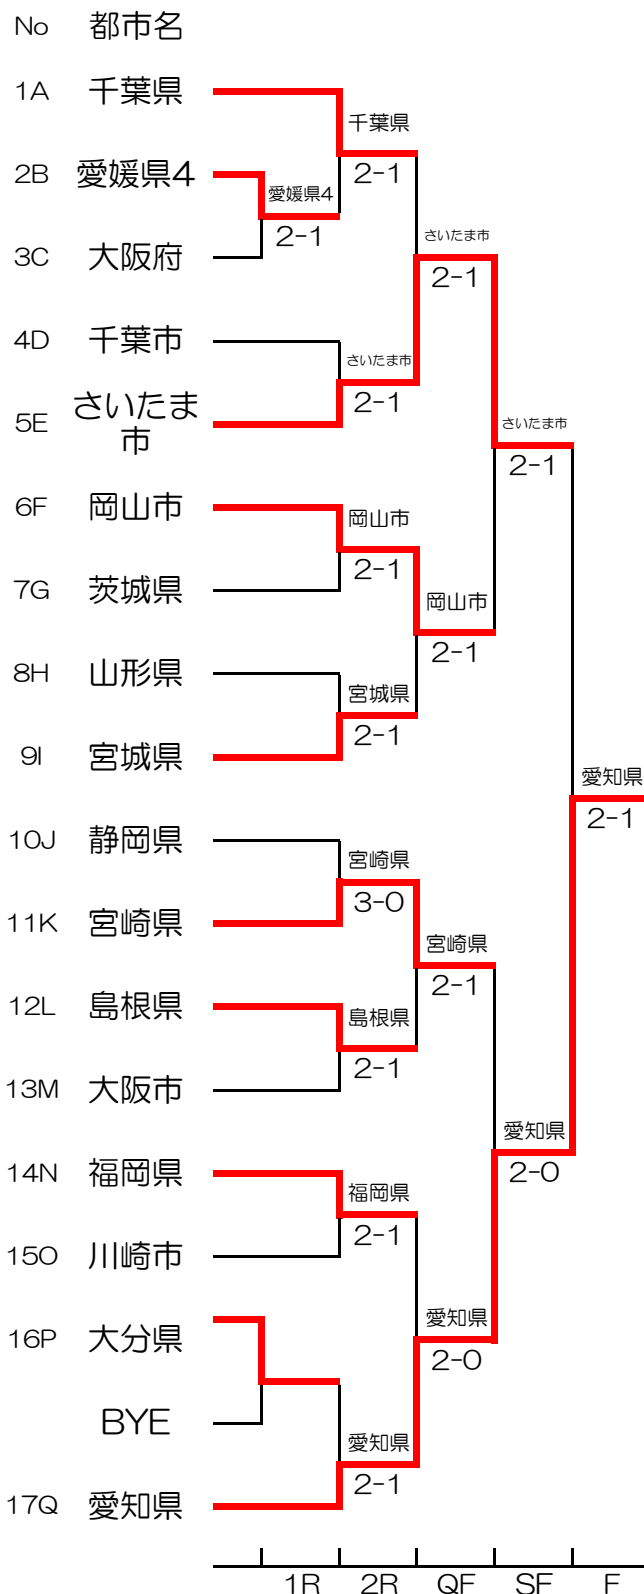 No 都市名
1A 千葉県
千葉県
2-1
2B 愛媛県4
愛媛県4
2-1
3C 大阪府
さいたま市
2-1
4D 千葉市
さいたま市
2-1
5E さいたま
市
さいたま市
2-1
6F 岡山市
岡山市
2-1
7G 茨城県
岡山市
2-1
8H 山形県
宮城県
2-1
9I 宮城県
愛知県
2-1
10J 静岡県
宮崎県
3-0
11K 宮崎県
宮崎県
2-1
12L 島根県
島根県
2-1
13M 大阪市
愛知県
2-0
14N 福岡県
福岡県
2-1
15O 川崎市
愛知県
2-0
16P 大分県
BYE
愛知県
2-1
17Q 愛知県
1R 2R QF SF F